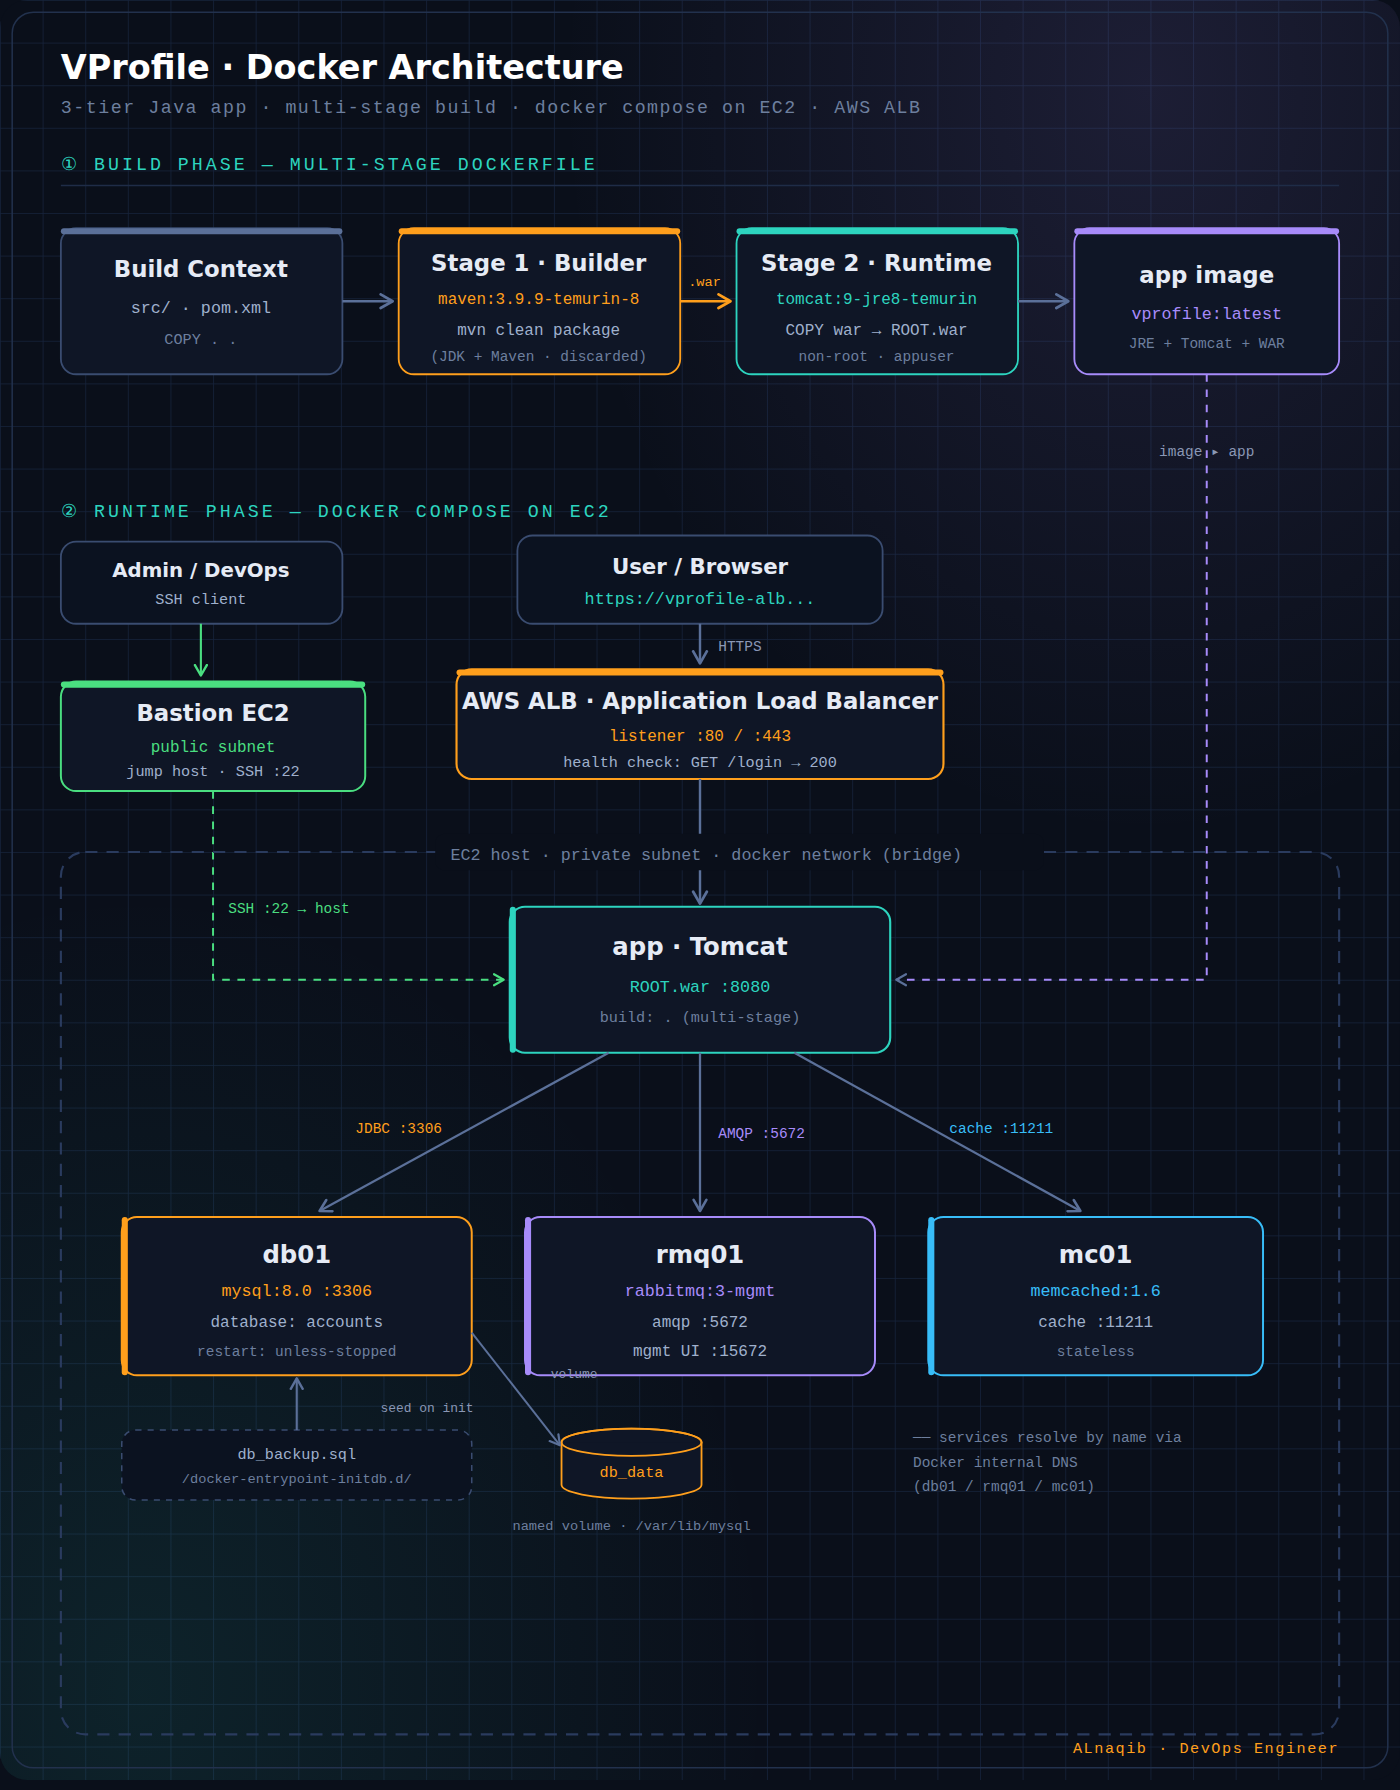 VProfile · Docker Architecture
3-tier Java app · multi-stage build · docker compose on EC2 · AWS ALB
① BUILD PHASE — MULTI-STAGE DOCKERFILE
Build Context
src/ · pom.xml
COPY . .
Stage 1 · Builder
maven:3.9.9-temurin-8
mvn clean package
(JDK + Maven · discarded)
.war
Stage 2 · Runtime
tomcat:9-jre8-temurin
COPY war → ROOT.war
non-root · appuser
app image
vprofile:latest
JRE + Tomcat + WAR
image ▸ app
② RUNTIME PHASE — DOCKER COMPOSE ON EC2
Admin / DevOps
SSH client
User / Browser
https://vprofile-alb...
HTTPS
Bastion EC2
public subnet
jump host · SSH :22
AWS ALB · Application Load Balancer
listener :80 / :443
health check: GET /login → 200
EC2 host · private subnet · docker network (bridge)
SSH :22 → host
app · Tomcat
ROOT.war :8080
build: . (multi-stage)
JDBC :3306
AMQP :5672
cache :11211
db01
mysql:8.0 :3306
database: accounts
restart: unless-stopped
rmq01
rabbitmq:3-mgmt
amqp :5672
mgmt UI :15672
mc01
memcached:1.6
cache :11211
stateless
volume
seed on init
db_backup.sql
/docker-entrypoint-initdb.d/
db_data
named volume · /var/lib/mysql
── services resolve by name via
Docker internal DNS
(db01 / rmq01 / mc01)
ALnaqib · DevOps Engineer